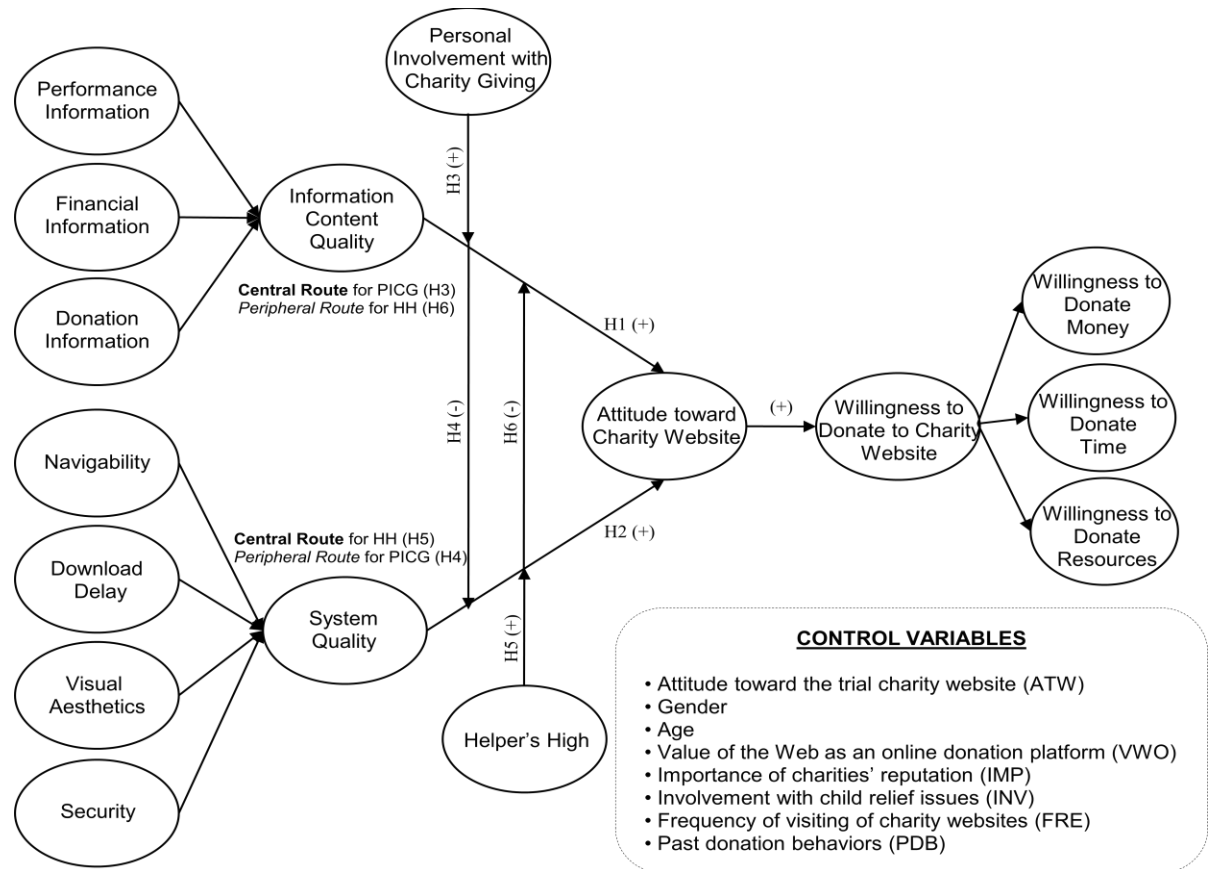 Personal
Involvement with
Charity Giving
Performance
Information
Financial
Information
Donation
Information
Information
Content
Quality
H3 (+)
Central Route for PICG (H3)
Peripheral Route for HH (H6)
H1 (+)
H4 (-)
H6 (-)
Attitude toward
Charity Website
(+)
Willingness to
Donate to Charity
Website
Willingness to
Donate
Money
Willingness to
Donate
Time
Willingness to
Donate
Resources
Navigability
Download
Delay
Visual
Aesthetics
Security
Central Route for HH (H5)
Peripheral Route for PICG (H4)
System
Quality
H2 (+)
H5 (+)
Helper's High
CONTROL VARIABLES
• Attitude toward the trial charity website (ATW)
• Gender
• Age
• Value of the Web as an online donation platform (VWO)
• Importance of charities' reputation (IMP)
• Involvement with child relief issues (INV)
• Frequency of visiting of charity websites (FRE)
• Past donation behaviors (PDB)